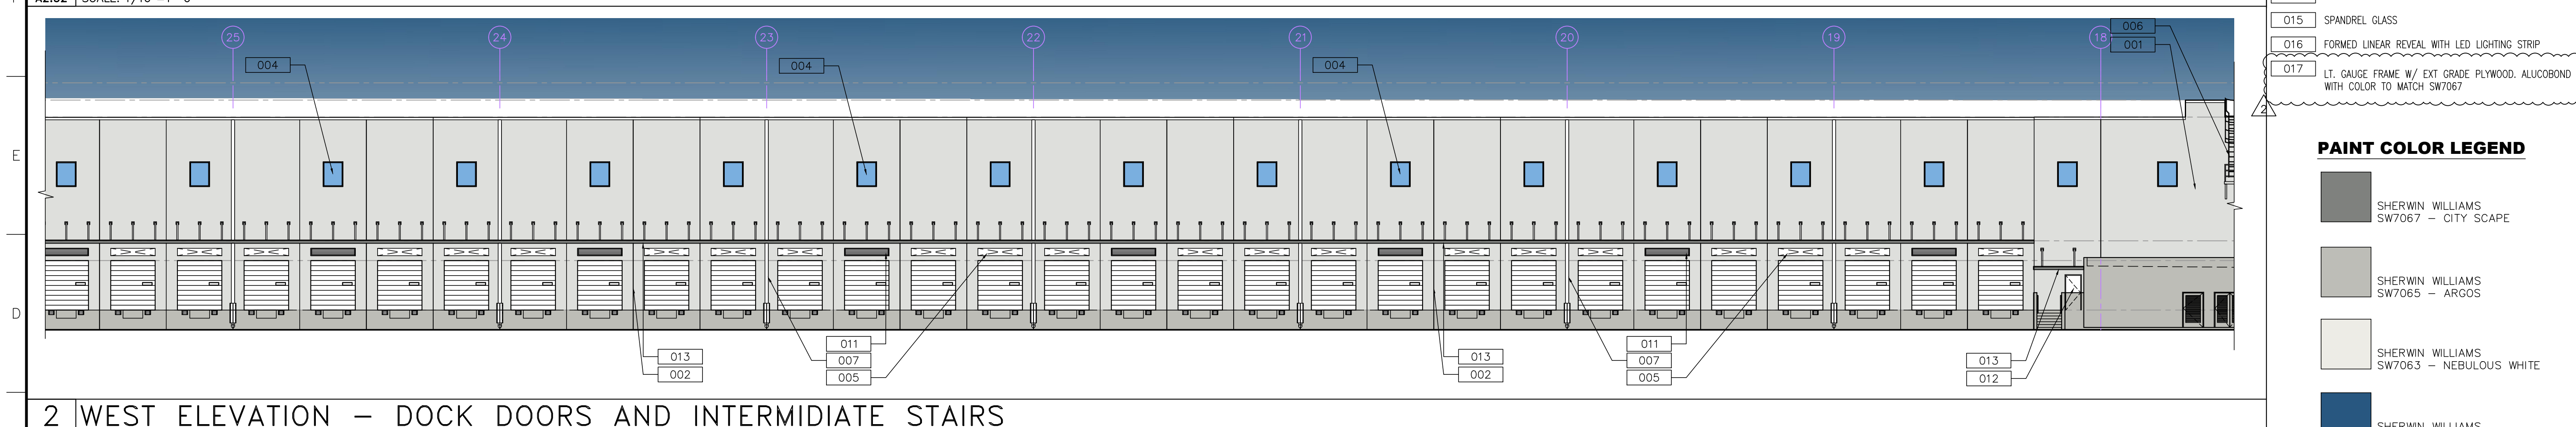 25
24
23
22
21
20
19
18
004
004
004
006
001
E
D
013
002
011
007
005
013
002
011
007
005
013
012
2 WEST ELEVATION — DOCK DOORS AND INTERMIDIATE STAIRS
015 SPANDREL GLASS
016 FORMED LINEAR REVEAL WITH LED LIGHTING STRIP
017 LT. GAUGE FRAME W/ EXT GRADE PLYWOOD. ALUCOBOND
WITH COLOR TO MATCH SW7067
2
PAINT COLOR LEGEND
SHERWIN WILLIAMS
SW7067 – CITY SCAPE
SHERWIN WILLIAMS
SW7065 – ARGOS
SHERWIN WILLIAMS
SW7063 – NEBULOUS WHITE
SHERWIN WILLIAMS